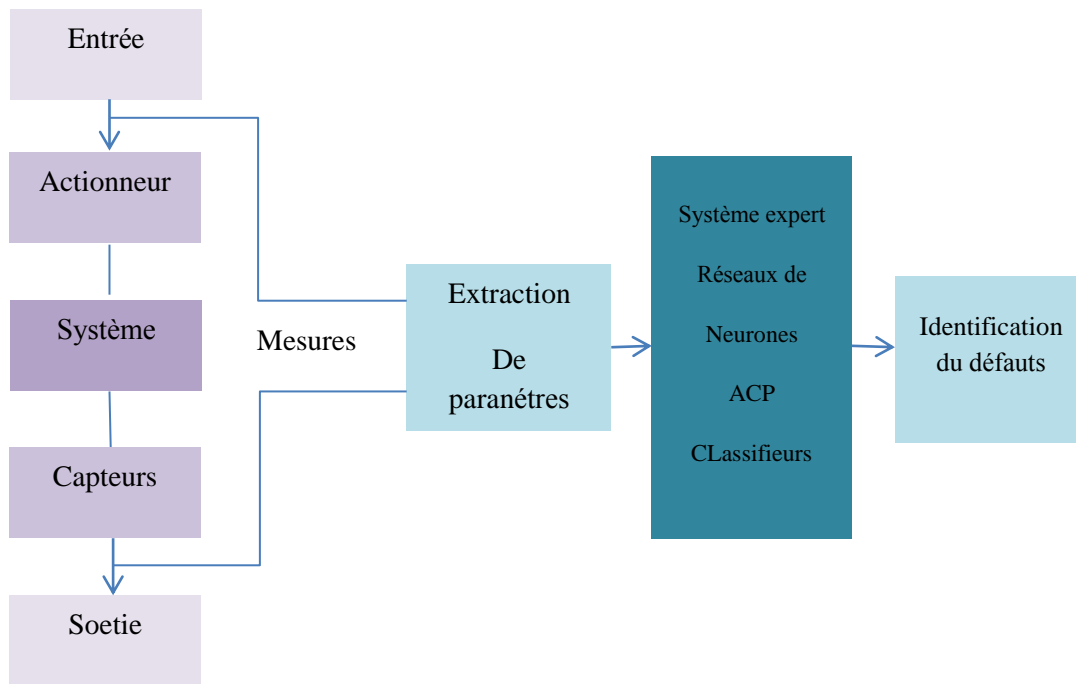 Entrée
Actionneur
Système
Capteurs
Soetie
Mesures
Extraction
De
paranétres
Système expert
Réseaux de
Neurones
ACP
CLassifieurs
Identification
du défauts